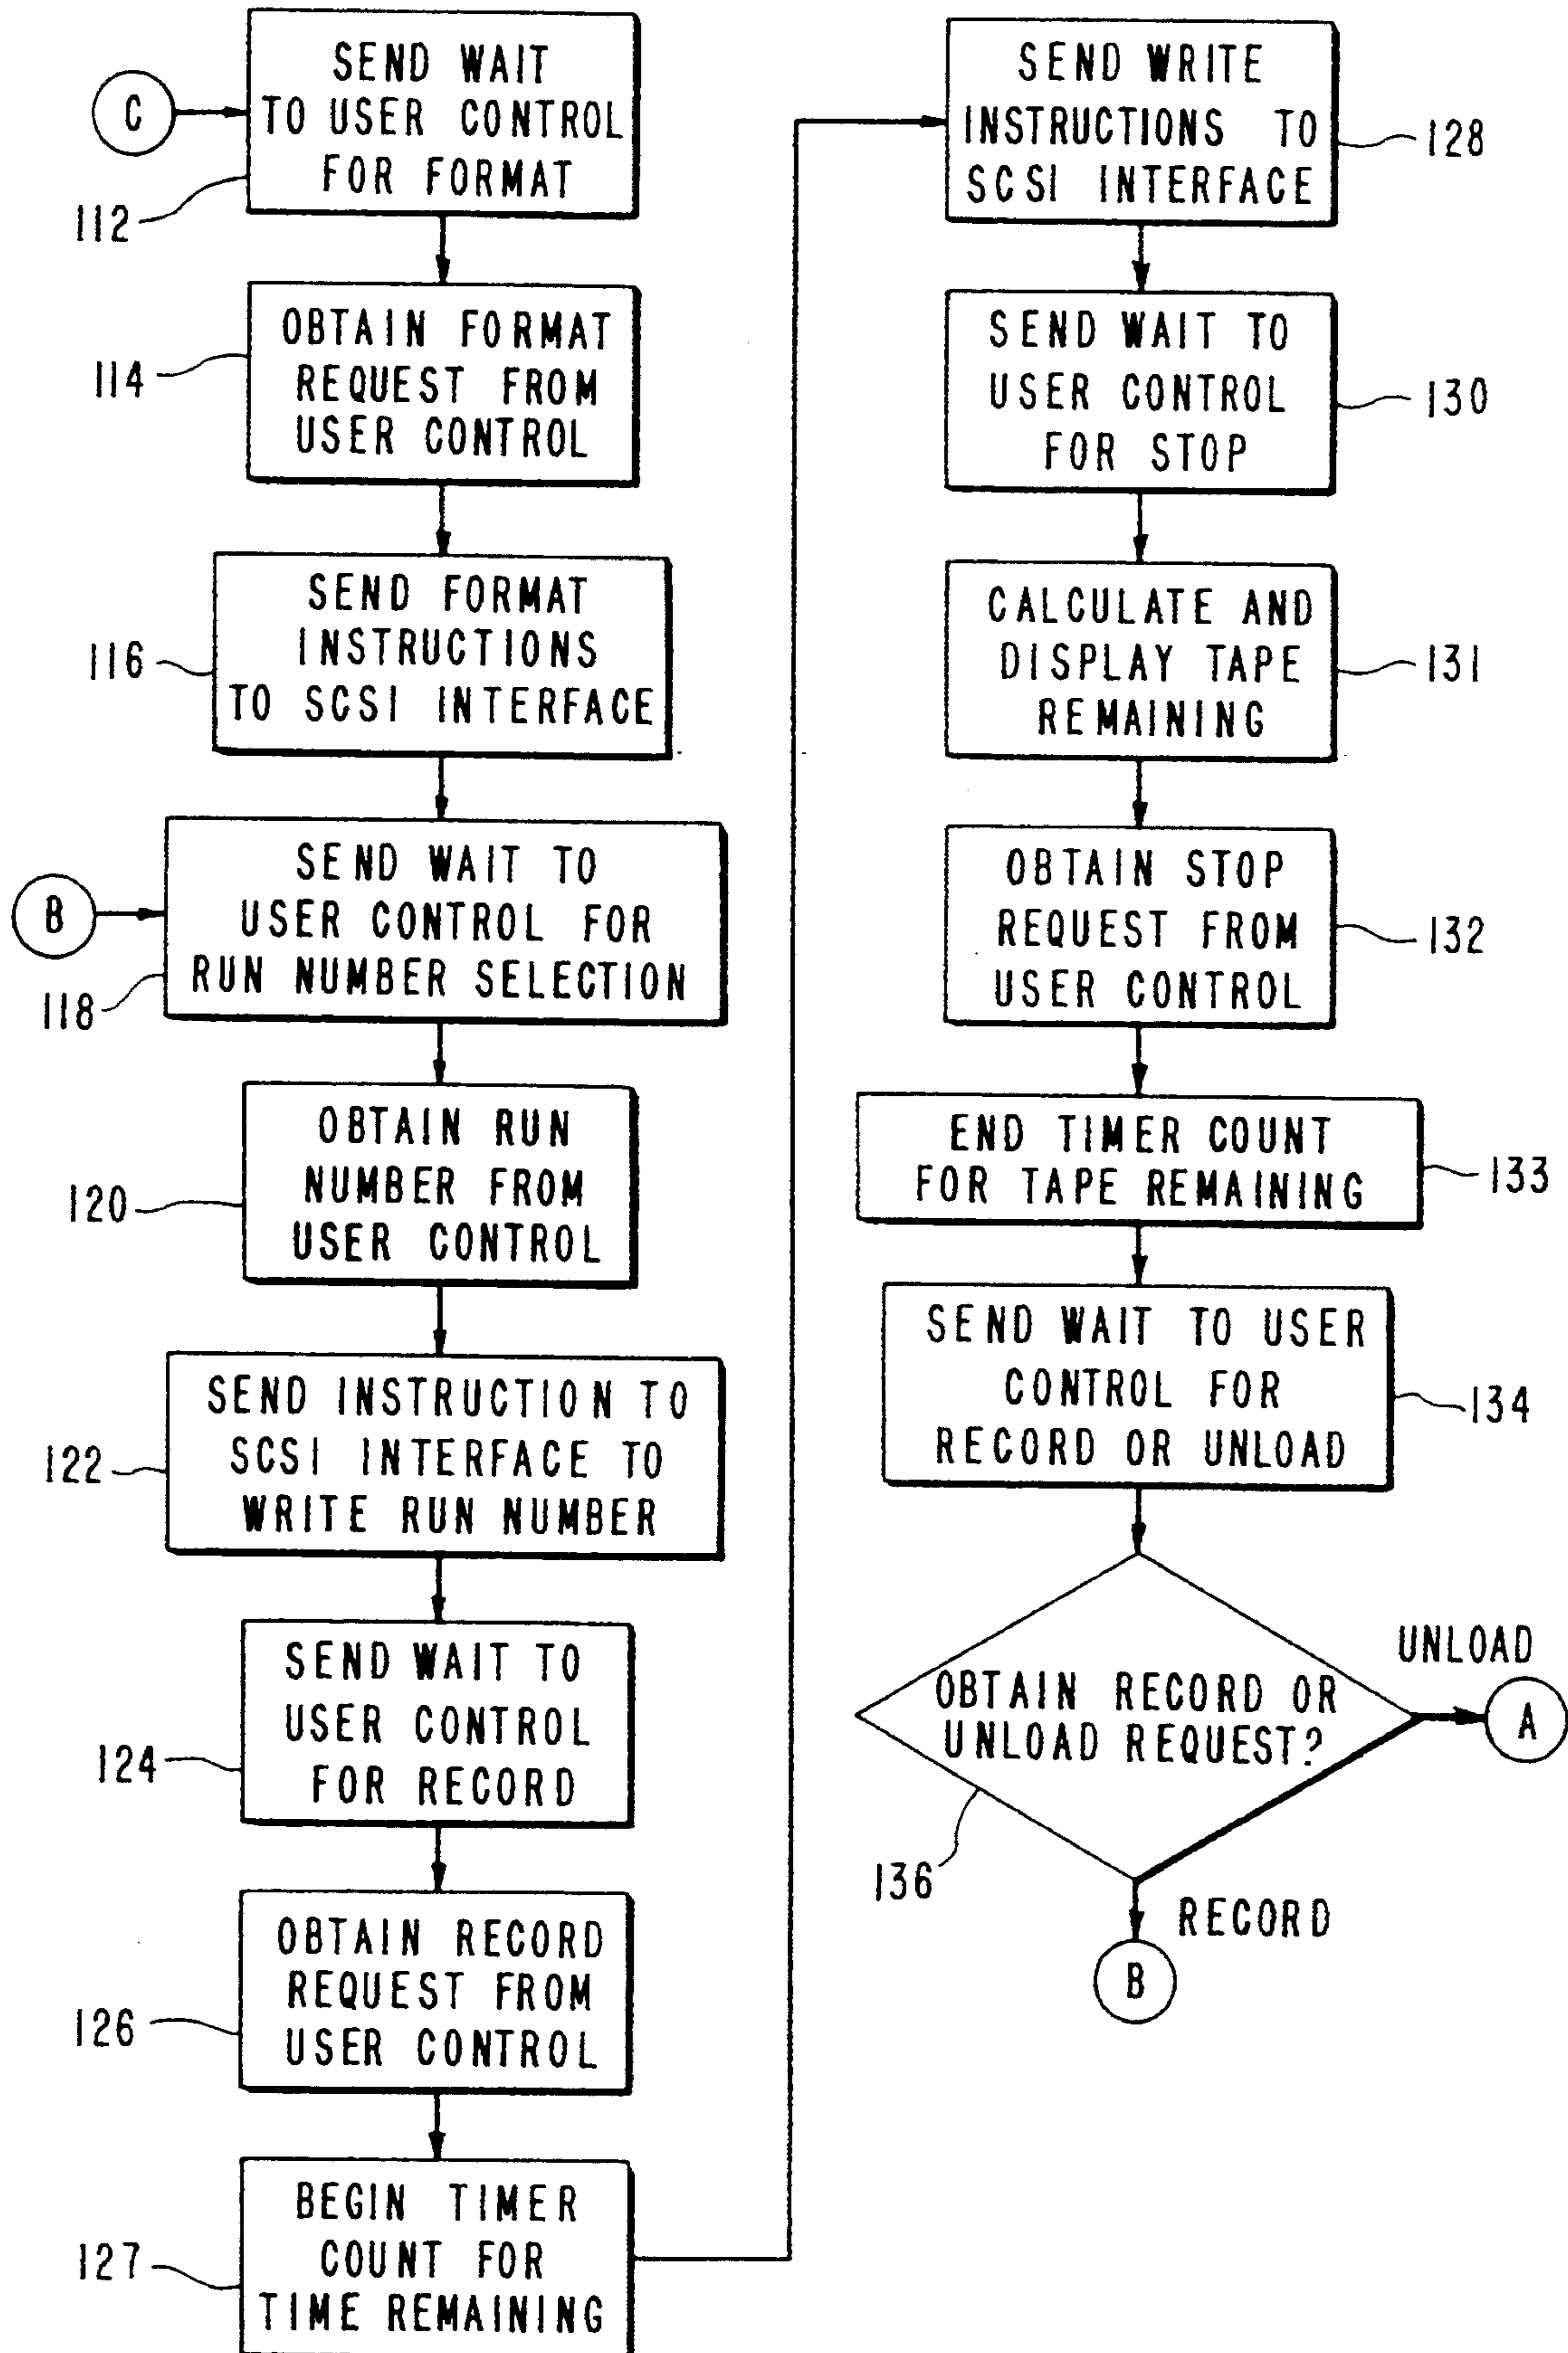 C
SEND WAIT
TO USER CONTROL
FOR FORMAT
112
OBTAIN FORMAT
REQUEST FROM
USER CONTROL
114
SEND FORMAT
INSTRUCTIONS
TO SCSI INTERFACE
116
B
SEND WAIT TO
USER CONTROL FOR
RUN NUMBER SELECTION
118
OBTAIN RUN
NUMBER FROM
USER CONTROL
120
SEND INSTRUCTION TO
SCSI INTERFACE TO
WRITE RUN NUMBER
122
SEND WAIT TO
USER CONTROL
FOR RECORD
124
OBTAIN RECORD
REQUEST FROM
USER CONTROL
126
BEGIN TIMER
COUNT FOR
TIME REMAINING
127
SEND WRITE
INSTRUCTIONS TO
SCSI INTERFACE
128
SEND WAIT TO
USER CONTROL
FOR STOP
130
CALCULATE AND
DISPLAY TAPE
REMAINING
131
OBTAIN STOP
REQUEST FROM
USER CONTROL
132
END TIMER COUNT
FOR TAPE REMAINING
133
SEND WAIT TO USER
CONTROL FOR
RECORD OR UNLOAD
134
OBTAIN RECORD OR
UNLOAD REQUEST?
136
UNLOAD
A
RECORD
B